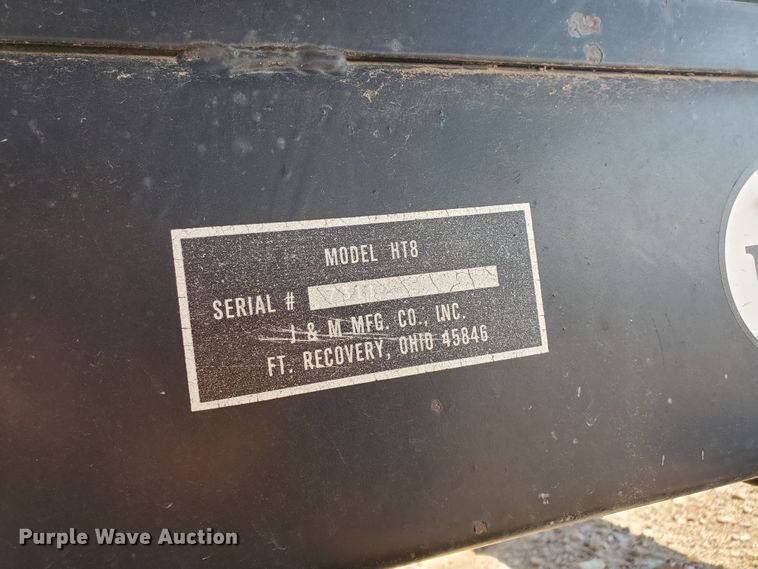 MODEL HT8
SERIAL #
J & M MFG. CO., INC.
FT. RECOVERY, OHIO 45846
Purple Wave Auction